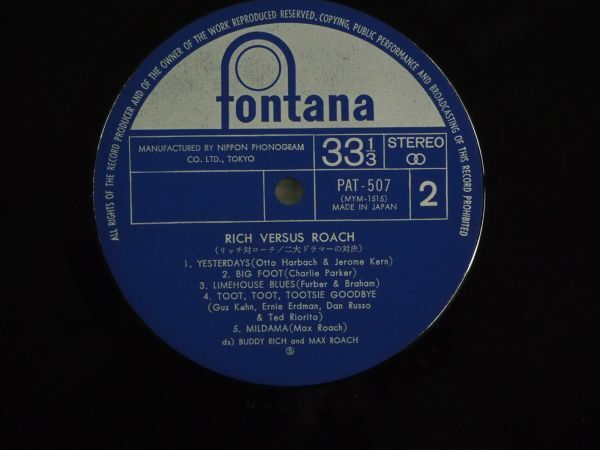 ALL RIGHTS OF THE RECORD PRODUCER AND OF THE OWNER OF THE WORK REPRODUCED RESERVED. COPYING, PUBLIC PERFORMANCE AND BROADCASTING OF THIS RECORD PROHIBITED
fontana
MANUFACTURED BY NIPPON PHONOGRAM
CO. LTD., TOKYO
33 1/3
STEREO
PAT-507
(MYM-1515)
MADE IN JAPAN
2
RICH VERSUS ROACH
(リッチ対ローチ/二大ドラマーの対決)
1. YESTERDAYS(Otto Harbach & Jerome Kern)
2. BIG FOOT(Charlie Parker)
3. LIMEHOUSE BLUES(Furber & Braham)
4. TOOT, TOOT, TOOTSIE GOODBYE
(Gus Kahn, Ernie Erdman, Dan Russo
& Ted Riorito)
5. MILDAMA(Max Roach)
ds) BUDDY RICH and MAX ROACH